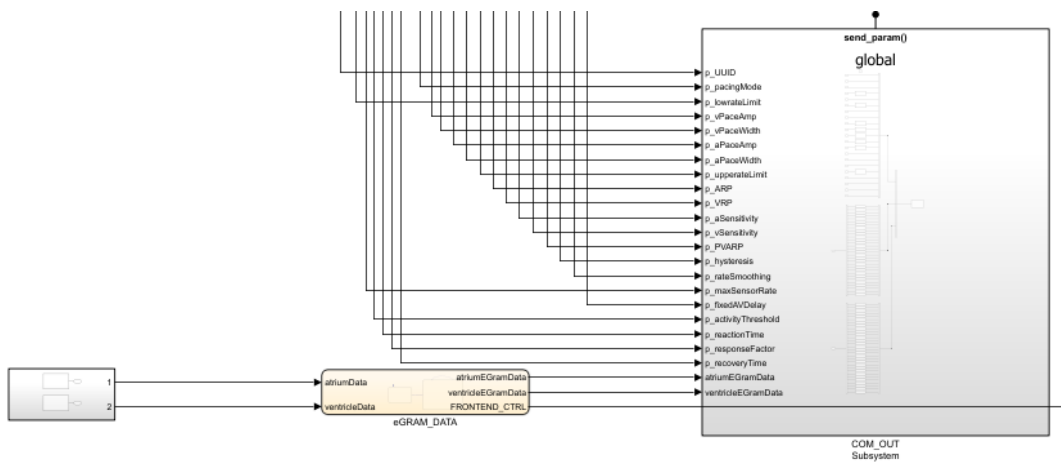 send_param()
global
p_UUID
p_pacingMode
p_lowrateLimit
p_vPaceAmp
p_vPaceWidth
p_aPaceAmp
p_aPaceWidth
p_upperateLimit
p_ARP
p_VRP
p_aSensitivity
p_vSensitivity
p_PVARP
p_hysteresis
p_rateSmoothing
p_maxSensorRate
p_fixedAVDelay
p_activityThreshold
p_reactionTime
p_responseFactor
p_recoveryTime
atriumEGramData
ventricleEGramData
1
2
atriumData
ventricleData
atriumEGramData
ventricleEGramData
FRONTEND_CTRL
eGRAM_DATA
COM_OUT
Subsystem